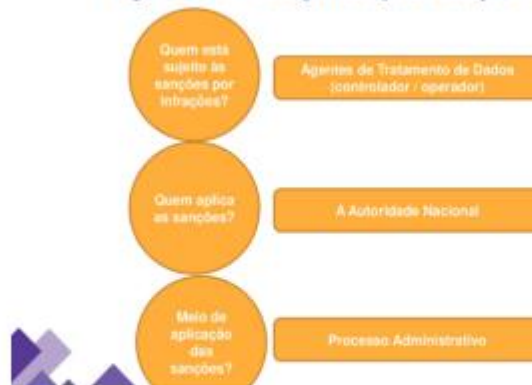 Quem está
sujeito às
sanções por
infrações?
Agentes de Tratamento de Dados
(controlador / operador)
Quem aplica
as sanções?
A Autoridade Nacional
Meio de
aplicação
das
sanções?
Processo Administrativo